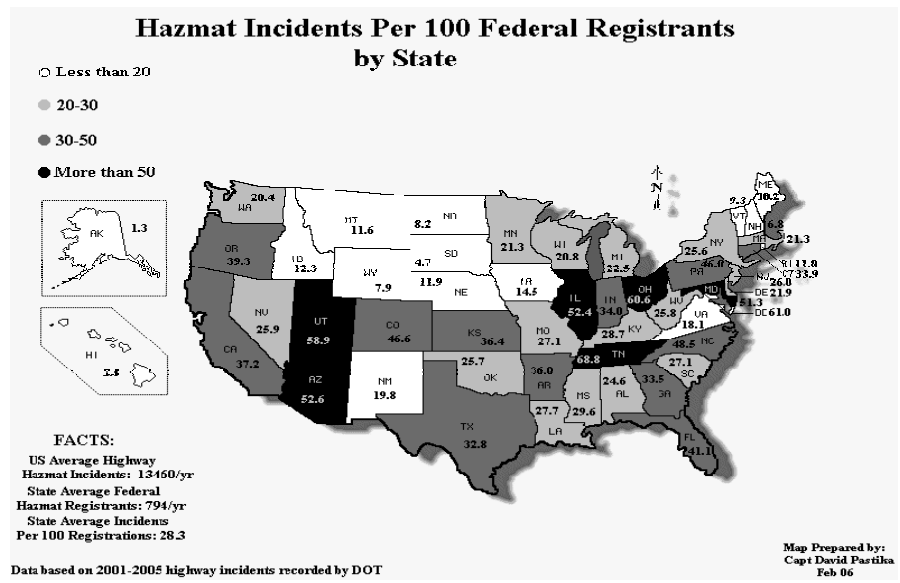 Hazmat Incidents Per 100 Federal Registrants
by State
Less than 20
20-30
30-50
More than 50
N
AK
1.3
HI
WA
20.4
OR
39.3
CA
37.2
NV
25.9
ID
12.3
MT
11.6
WY
7.9
UT
58.9
AZ
52.6
CO
46.6
NM
19.8
ND
8.2
SD
4.7
NE
11.9
KS
36.4
OK
25.7
TX
32.8
MN
21.3
IA
14.5
MO
27.1
AR
36.0
LA
27.7
WI
20.8
IL
52.4
MI
22.5
IN
34.0
OH
60.6
KY
28.7
TN
68.8
MS
29.6
AL
24.6
GA
33.5
FL
41.1
SC
27.1
NC
48.5
VA
18.1
WV
25.8
PA
46.0
NY
25.6
VT
9.3
NH
6.8
ME
10.2
MA
21.3
RI
CT 33.9
NJ
26.0
DE 21.9
MD
51.3
DC 61.0
FACTS:
US Average Highway
Hazmat Incidents: 13460/yr
State Average Federal
Hazmat Registrants: 794/yr
State Average Incidents
Per 100 Registrations: 28.3
Data based on 2001-2005 highway incidents recorded by DOT
Map Prepared by:
Capt David Pastika
Feb 06